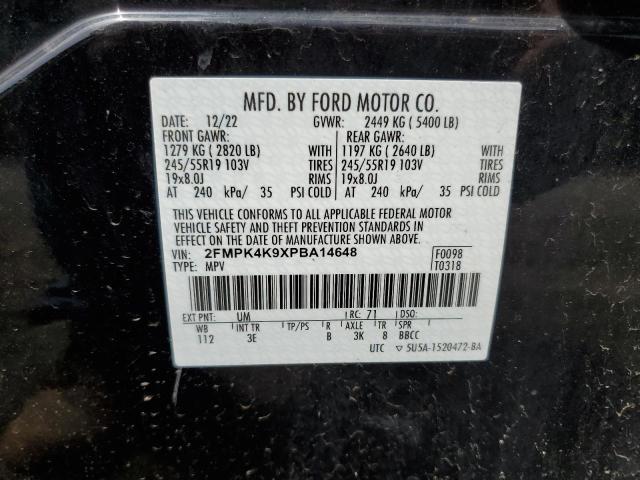 MFD. BY FORD MOTOR CO.
DATE: 12/22 GVWR: 2449 KG ( 5400 LB)
FRONT GAWR: REAR GAWR:
1279 KG ( 2820 LB) WITH 1197 KG ( 2640 LB) WITH
245/55R19 103V TIRES 245/55R19 103V TIRES
19x8.0J RIMS 19x8.0J RIMS
AT 240 kPa/ 35 PSI COLD AT 240 kPa/ 35 PSI COLD
THIS VEHICLE CONFORMS TO ALL APPLICABLE FEDERAL MOTOR
VEHICLE SAFETY AND THEFT PREVENTION STANDARDS
IN EFFECT ON THE DATE OF MANUFACTURE SHOWN ABOVE.
VIN: 2FMPK4K9XPBA14648 F0098
TYPE: MPV T0318
EXT PNT: UM RC: 71 DSO:
WB INT TR TP/PS R AXLE TR SPR
112 3E B 3K 8 BBCC
UTC ▽ 5U5A-1520472-BA